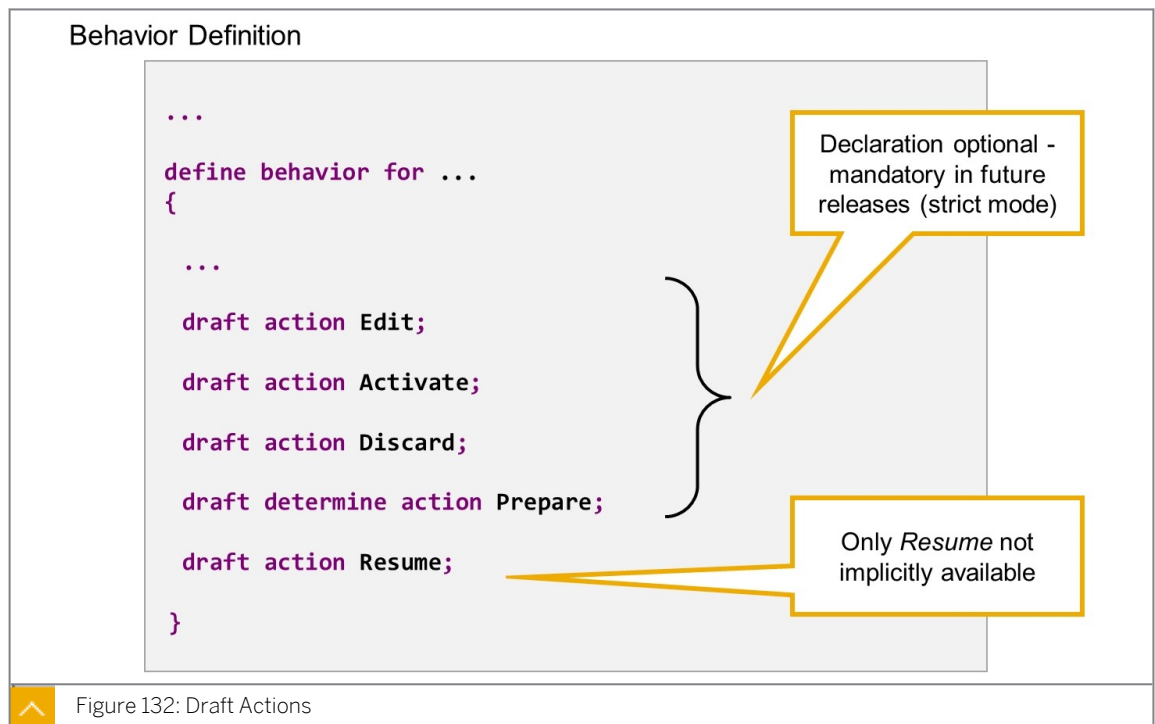 Behavior Definition
...
define behavior for ...
{
...
draft action Edit;
draft action Activate;
draft action Discard;
draft determine action Prepare;
draft action Resume;
}
Declaration optional -
mandatory in future
releases (strict mode)
Only Resume not
implicitly available
Figure 132: Draft Actions